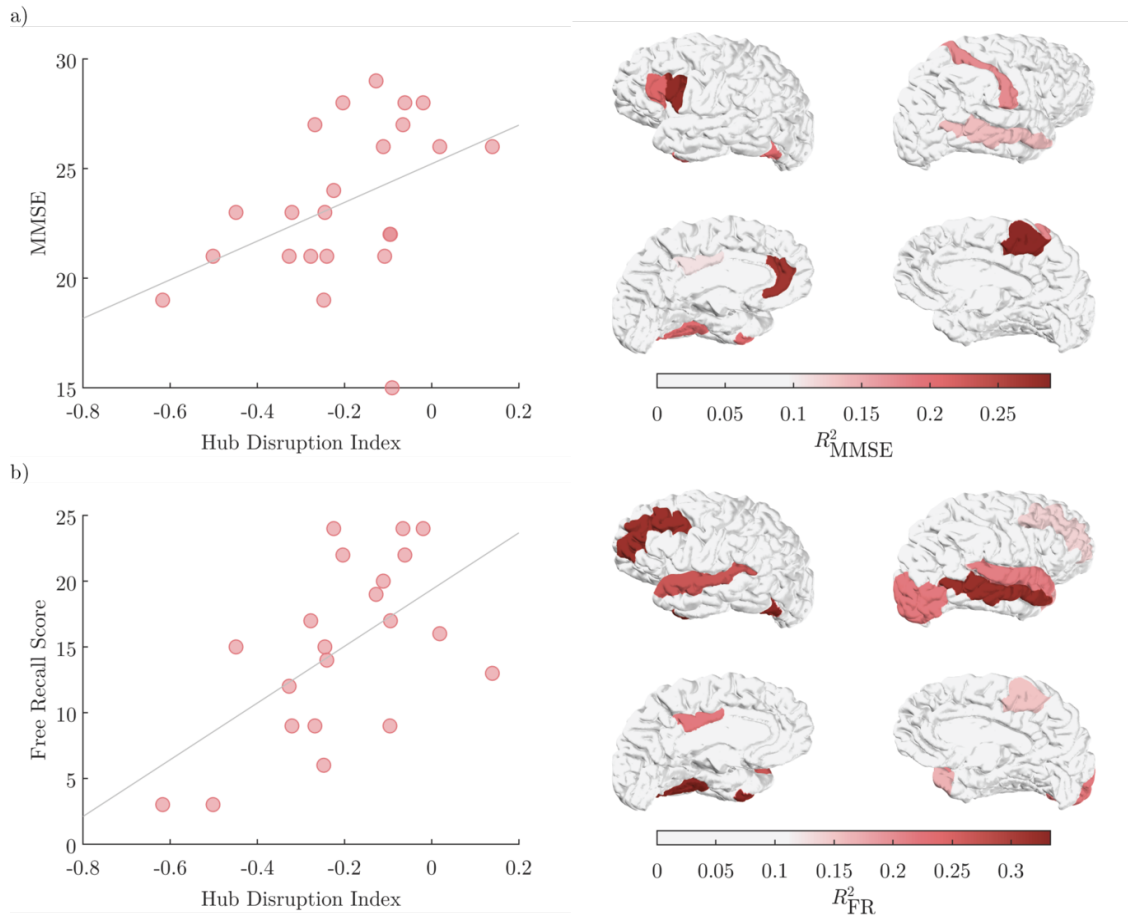 a)
30
25
20
15
MMSE
-0.8 -0.6 -0.4 -0.2 0 0.2
Hub Disruption Index
0 0.05 0.1 0.15 0.2 0.25
R²MMSE
b)
25
20
15
10
5
0
Free Recall Score
-0.8 -0.6 -0.4 -0.2 0 0.2
Hub Disruption Index
0 0.05 0.1 0.15 0.2 0.25 0.3
R²FR